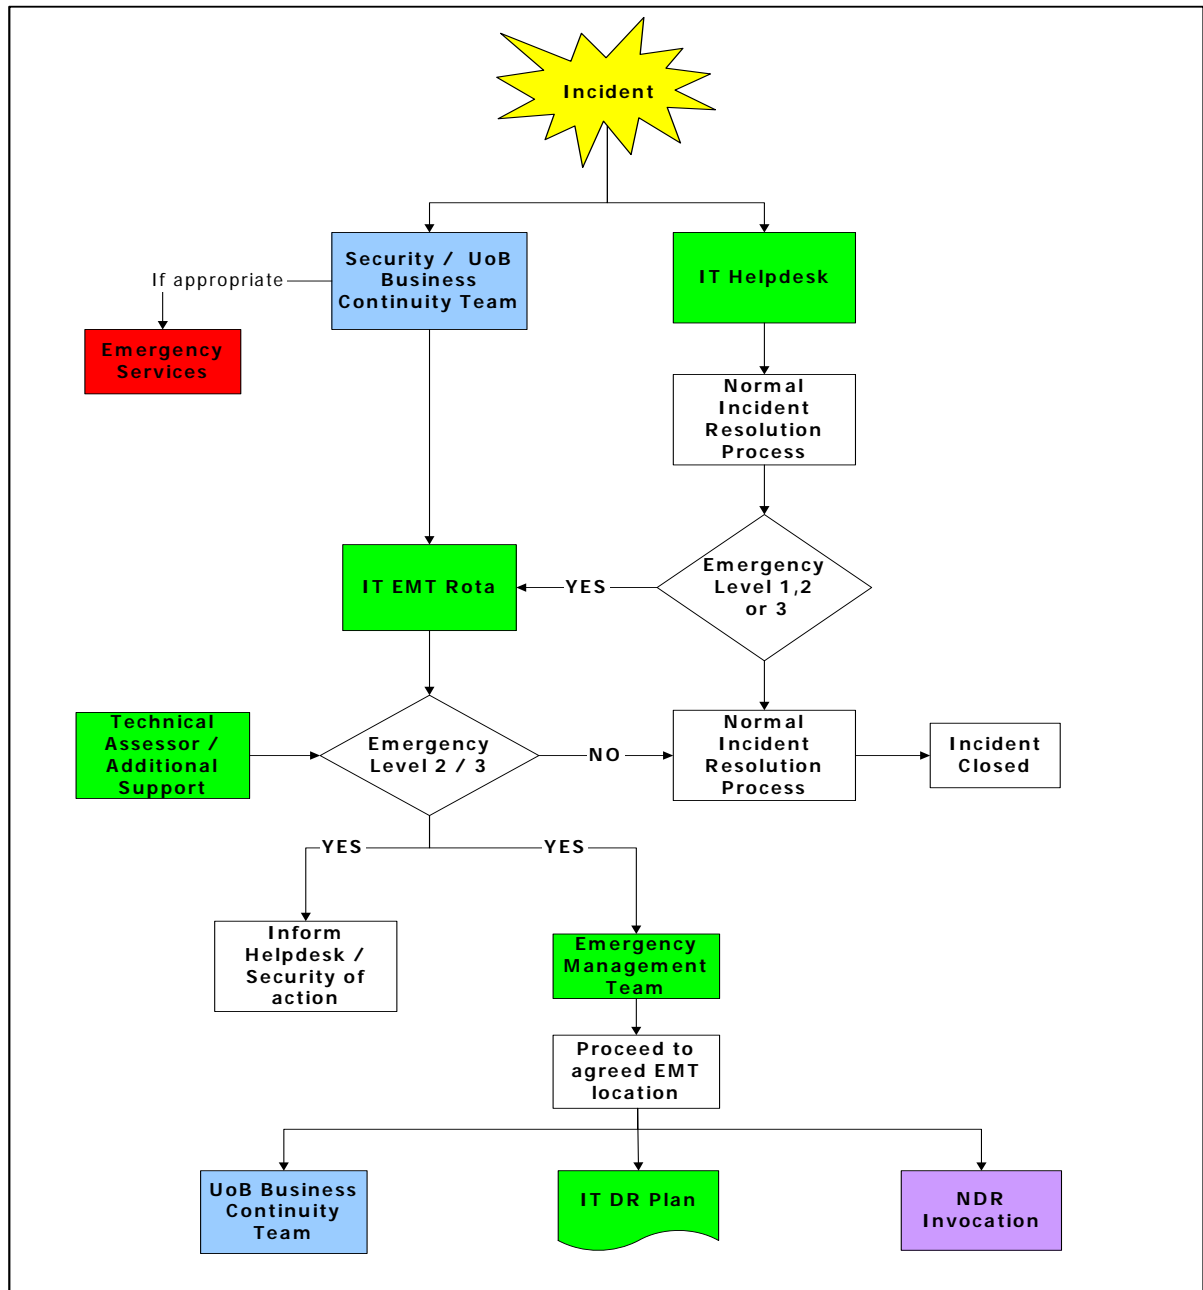 Incident
Security / UoB
Business
Continuity Team
IT Helpdesk
If appropriate
Emergency
Services
Normal
Incident
Resolution
Process
IT EMT Rota
YES
Emergency
Level 1,2
or 3
Technical
Assessor /
Additional
Support
Emergency
Level 2 / 3
NO
Normal
Incident
Resolution
Process
Incident
Closed
YES
YES
Inform
Helpdesk /
Security of
action
Emergency
Management
Team
Proceed to
agreed EMT
location
UoB Business
Continuity
Team
IT DR Plan
NDR
Invocation